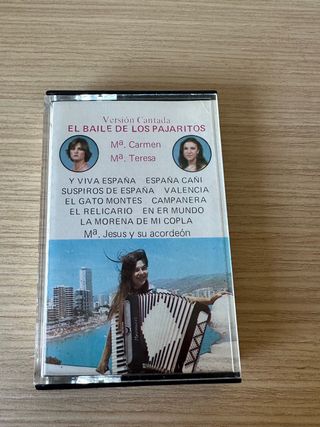 Versión Cantada
EL BAILE DE LOS PAJARITOS
Mª. Carmen
Mª. Teresa
Y VIVA ESPAÑA ESPAÑA CAÑI
SUSPIROS DE ESPAÑA VALENCIA
EL GATO MONTES CAMPANERA
EL RELICARIO EN ER MUNDO
LA MORENA DE MI COPLA
Mª. Jesus y su acordeón